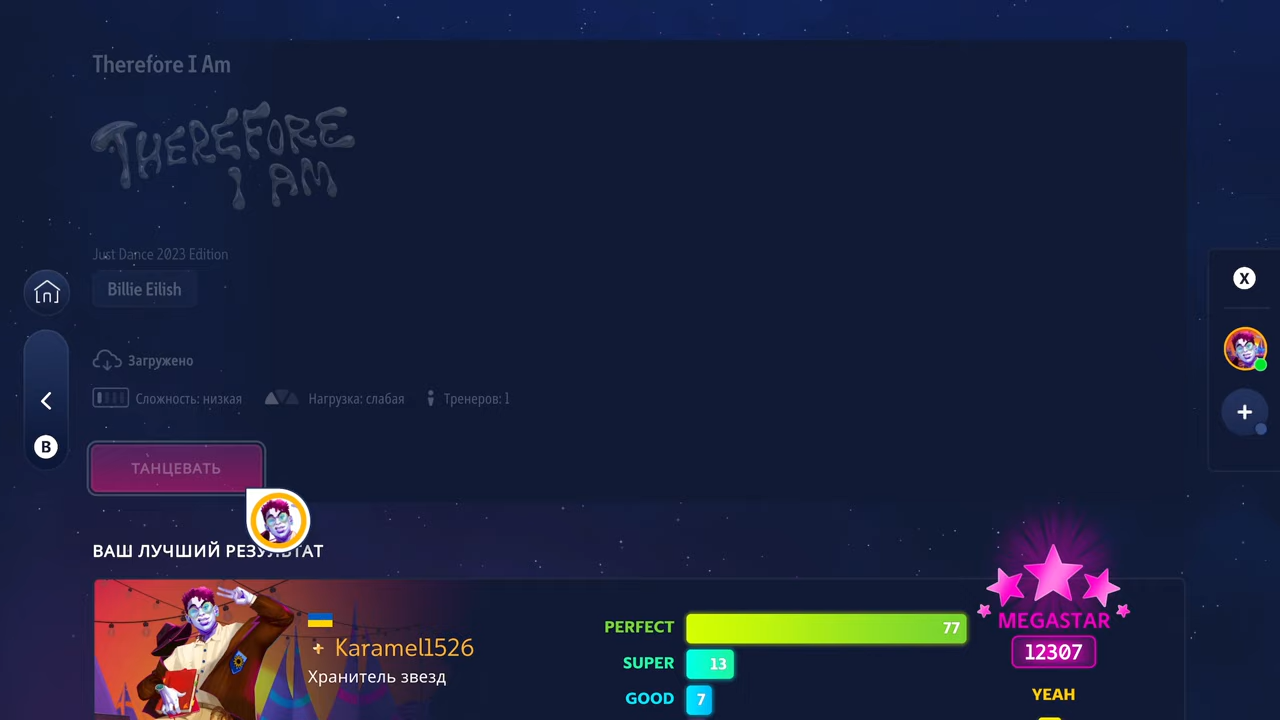 Therefore I Am
THEREFORE
I AM
Just Dance 2023 Edition
Billie Eilish
Загружено
Сложность: низкая
Нагрузка: слабая
Тренеров: 1
ТАНЦЕВАТЬ
X
B
ВАШ ЛУЧШИЙ РЕЗУЛЬТАТ
Karamel1526
Хранитель звезд
PERFECT 77
SUPER 13
GOOD 7
MEGASTAR
12307
YEAH